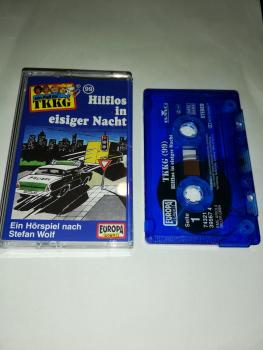 TKKG
99
Hilflos
in
eisiger Nacht
Ein Hörspiel nach
Stefan Wolf
EUROPA
TKKG (99)
Hilflos in eisiger Nacht
STEREO
EUROPA
Seite
1